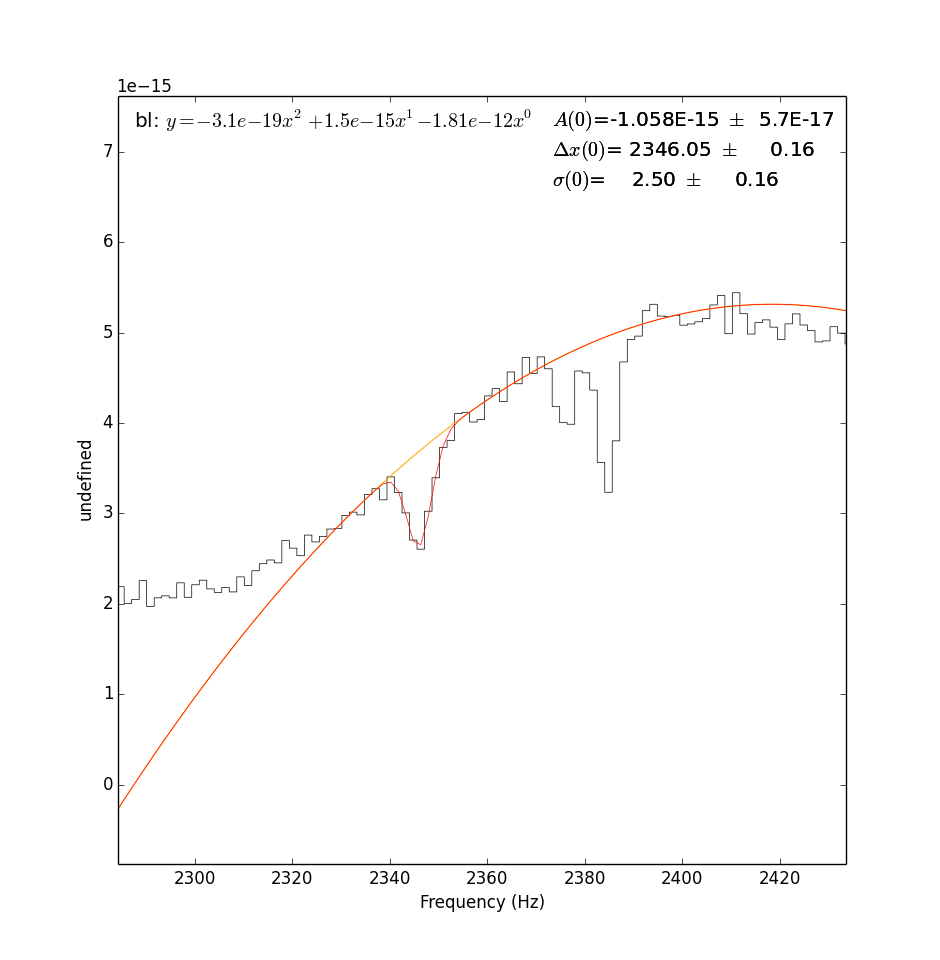 1e−15
bl: y=−3.1e−19x² +1.5e−15x¹ −1.81e−12x⁰
A(0)=-1.058E-15 ± 5.7E-17
Δx(0)= 2346.05 ± 0.16
σ(0)= 2.50 ± 0.16
7
6
5
4
3
2
1
0
undefined
2300 2320 2340 2360 2380 2400 2420
Frequency (Hz)